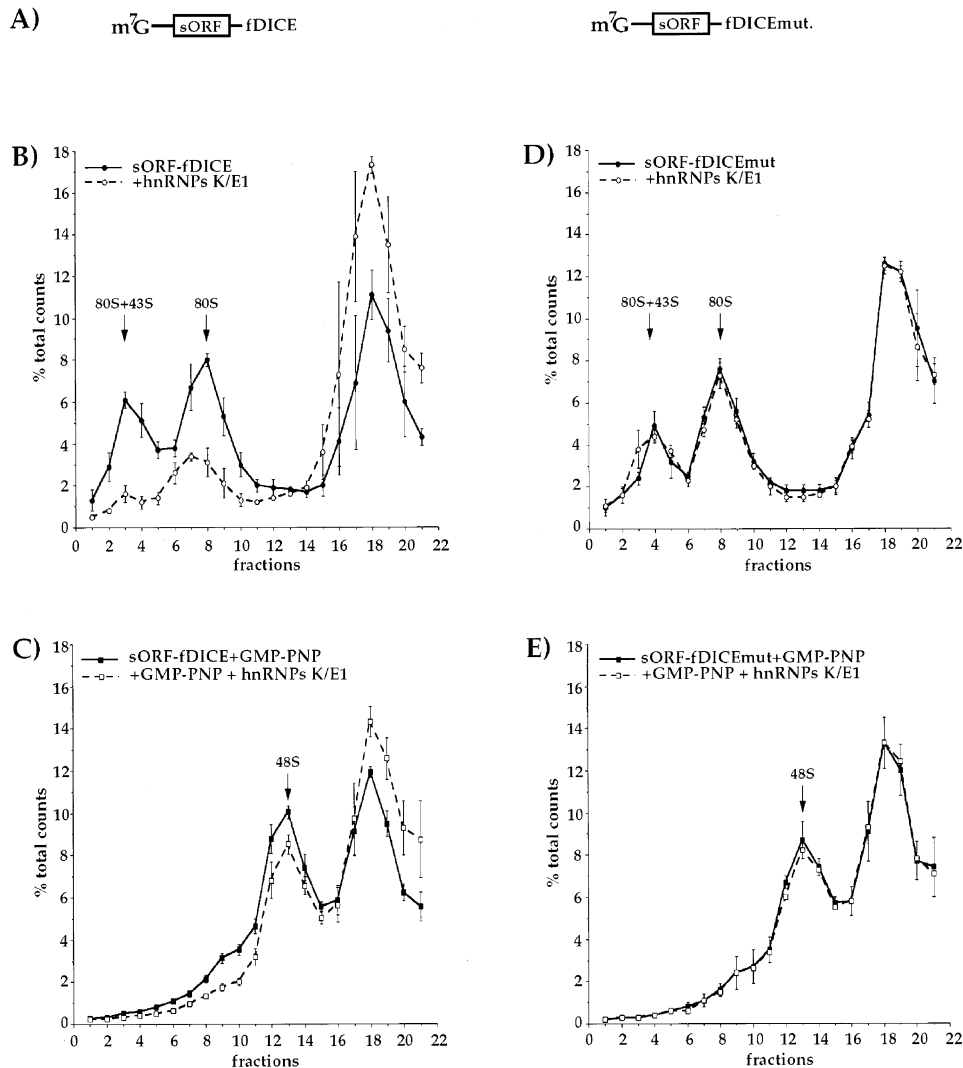 A)
m7G sORF fDICE
m7G sORF fDICEmut.
B)
sORF-fDICE
+hnRNPs K/E1
80S+43S
80S
% total counts
18
16
14
12
10
8
6
4
2
0
0 2 4 6 8 10 12 14 16 18 20 22
fractions
D)
sORF-fDICEmut
+hnRNPs K/E1
80S+43S
80S
% total counts
18
16
14
12
10
8
6
4
2
0
0 2 4 6 8 10 12 14 16 18 20 22
fractions
C)
sORF-fDICE+GMP-PNP
+GMP-PNP + hnRNPs K/E1
48S
% total counts
18
16
14
12
10
8
6
4
2
0
0 2 4 6 8 10 12 14 16 18 20 22
fractions
E)
sORF-fDICEmut+GMP-PNP
+GMP-PNP + hnRNPs K/E1
48S
% total counts
18
16
14
12
10
8
6
4
2
0
0 2 4 6 8 10 12 14 16 18 20 22
fractions